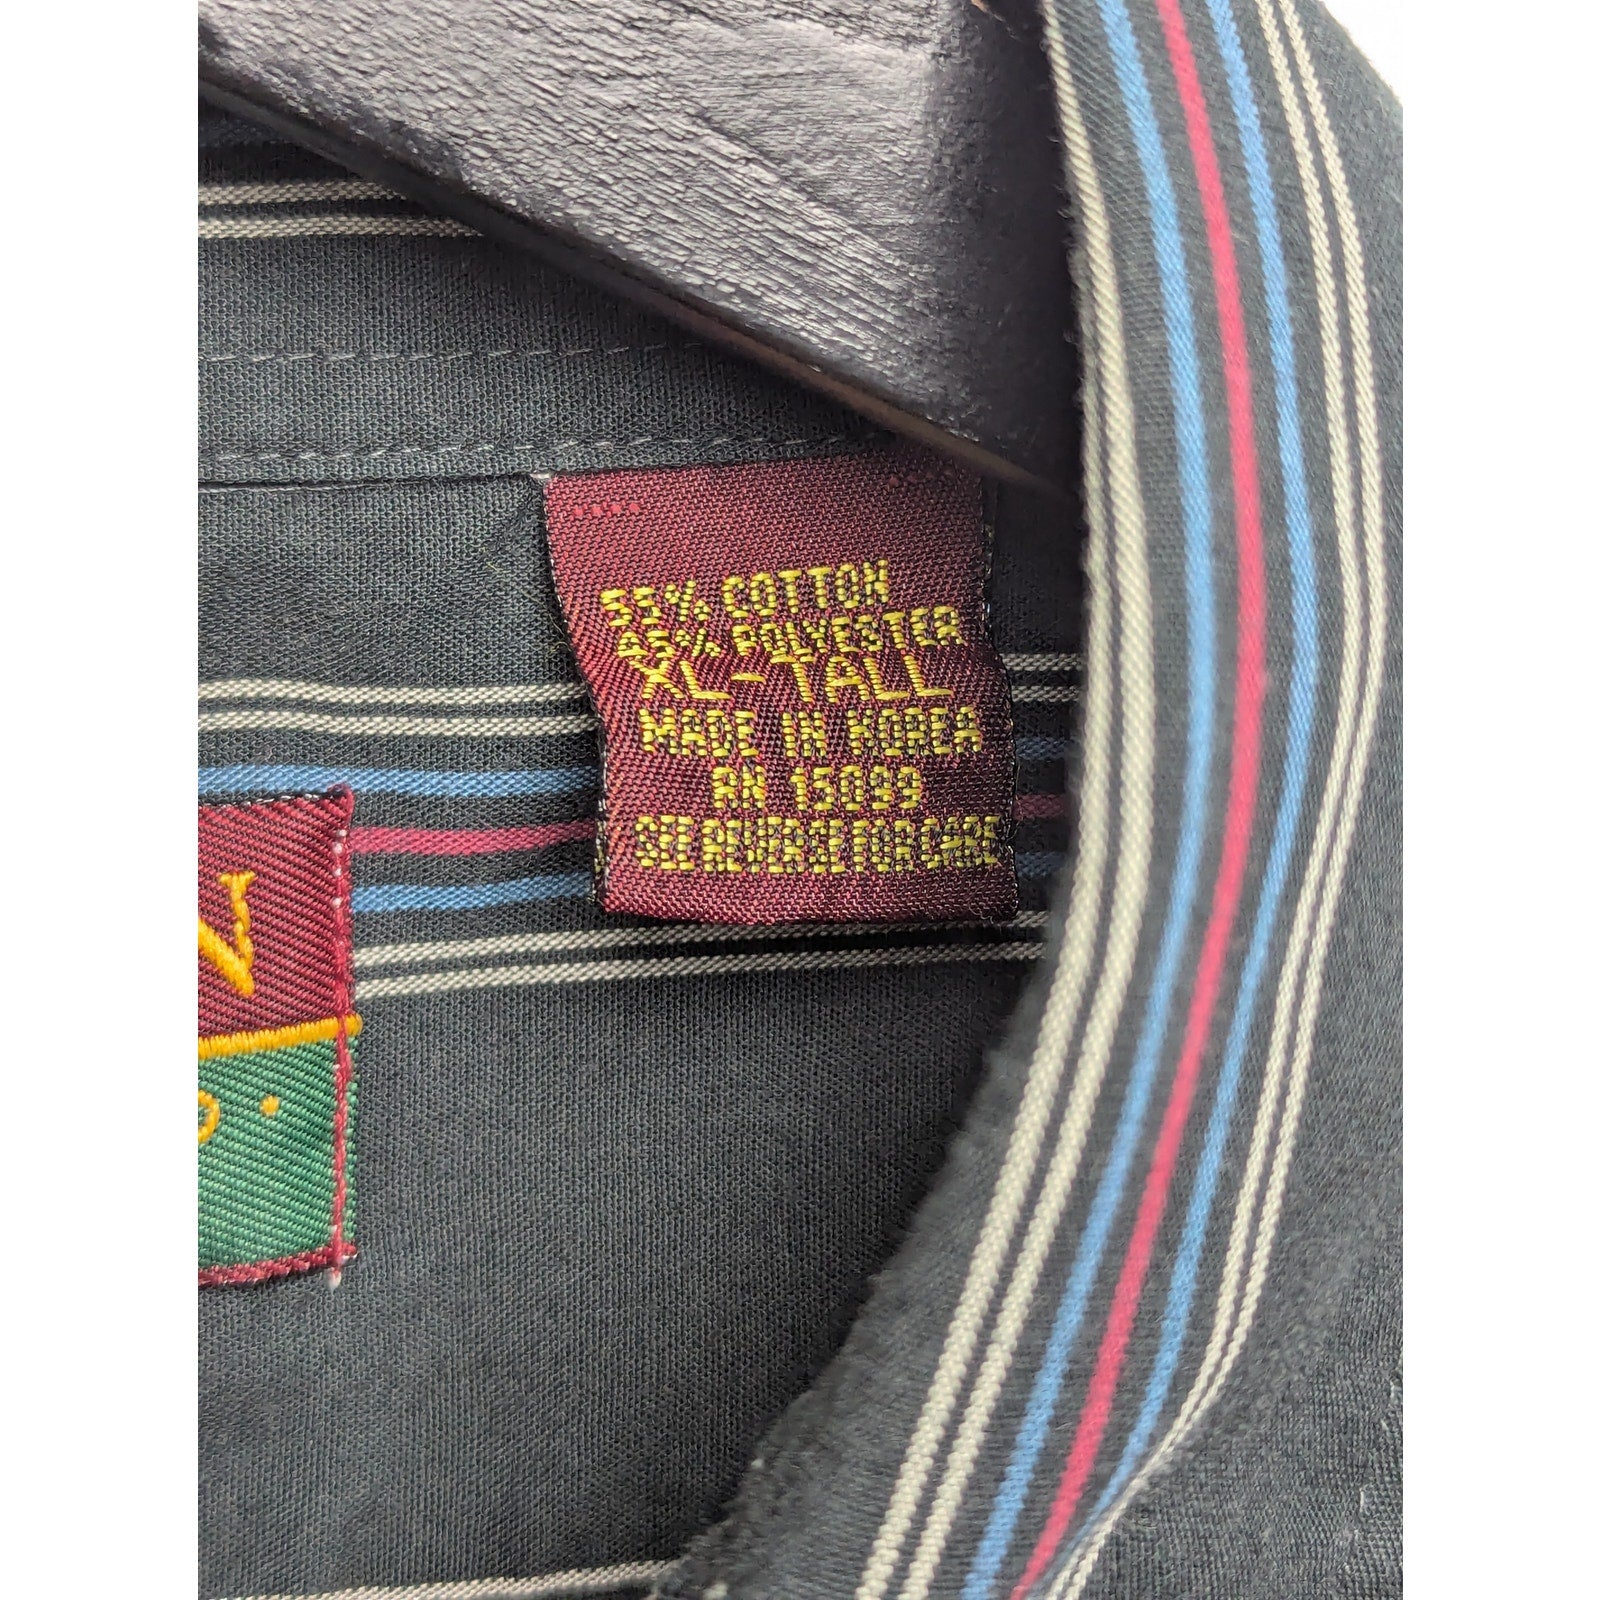 55% COTTON
45% POLYESTER
XL-TALL
MADE IN KOREA
RN 15099
SEE REVERSE FOR CARE
N